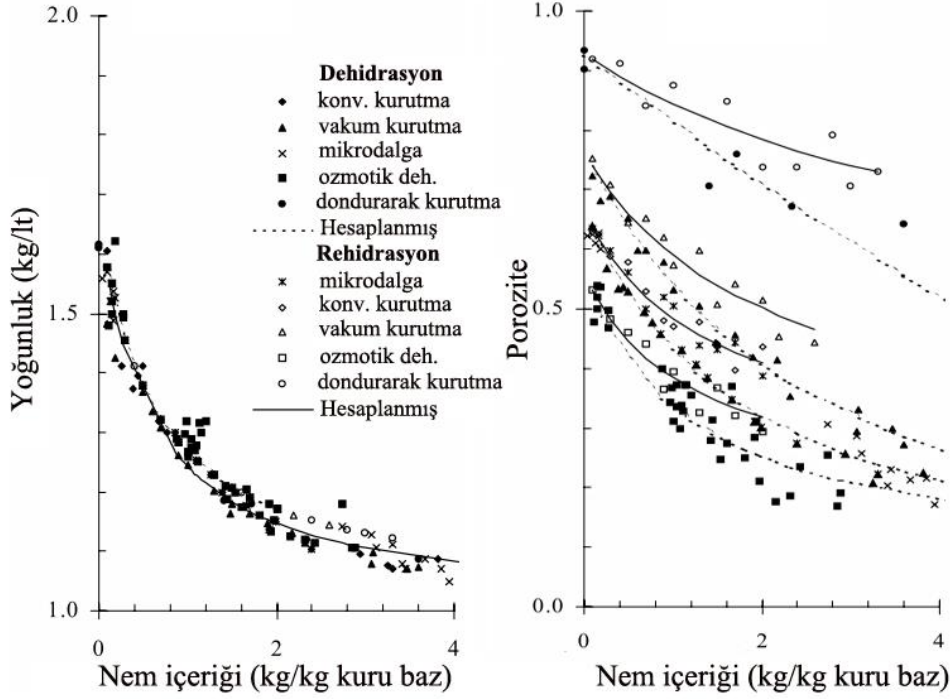 2.0
1.5
1.0
0
2
4
Yoğunluk (kg/lt)
Nem içeriği (kg/kg kuru baz)
Dehidrasyon
konv. kurutma
vakum kurutma
mikrodalga
ozmotik deh.
dondurarak kurutma
Hesaplanmış
Rehidrasyon
mikrodalga
konv. kurutma
vakum kurutma
ozmotik deh.
dondurarak kurutma
Hesaplanmış
1.0
0.5
0.0
0
2
4
Porozite
Nem içeriği (kg/kg kuru baz)